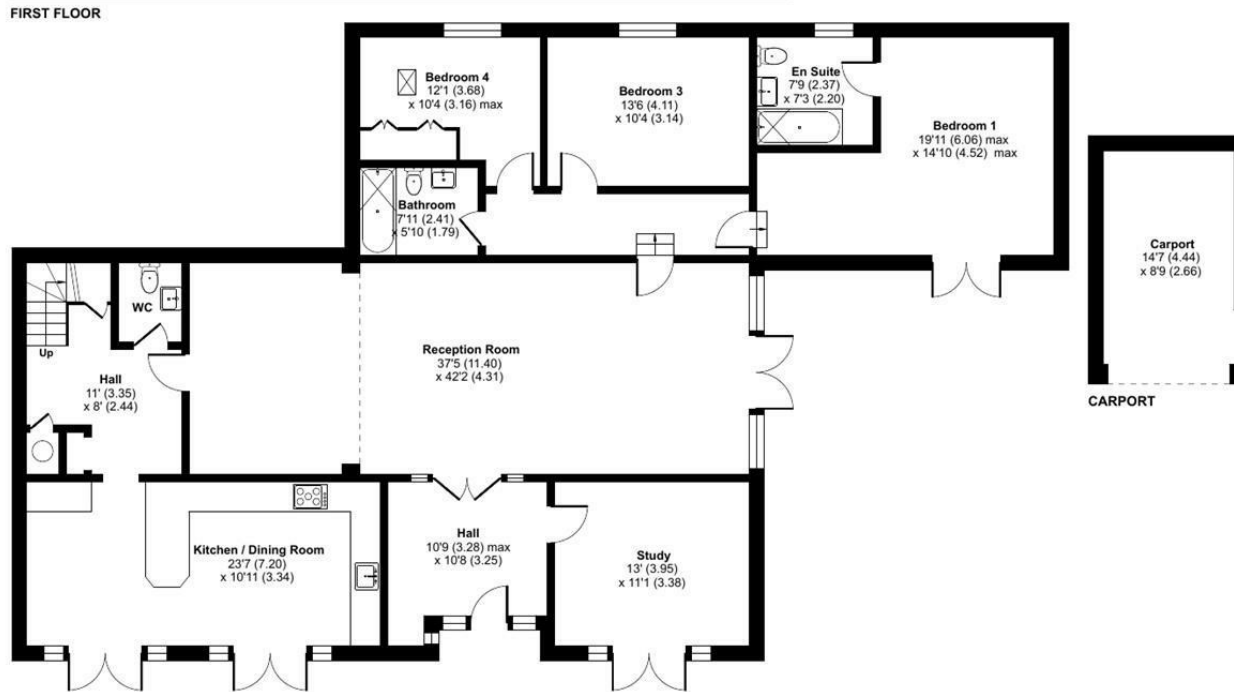 FIRST FLOOR
Bedroom 4
12'1 (3.68)
x 10'4 (3.16) max
Bedroom 3
13'6 (4.11)
x 10'4 (3.14)
En Suite
7'9 (2.37)
x 7'3 (2.20)
Bedroom 1
19'11 (6.06) max
x 14'10 (4.52) max
Bathroom
7'11 (2.41)
x 5'10 (1.79)
Carport
14'7 (4.44)
x 8'9 (2.66)
CARPORT
WC
Up
Hall
11' (3.35)
x 8' (2.44)
Reception Room
37'5 (11.40)
x 42'2 (4.31)
Kitchen / Dining Room
23'7 (7.20)
x 10'11 (3.34)
Hall
10'9 (3.28) max
x 10'8 (3.25)
Study
13' (3.95)
x 11'1 (3.38)